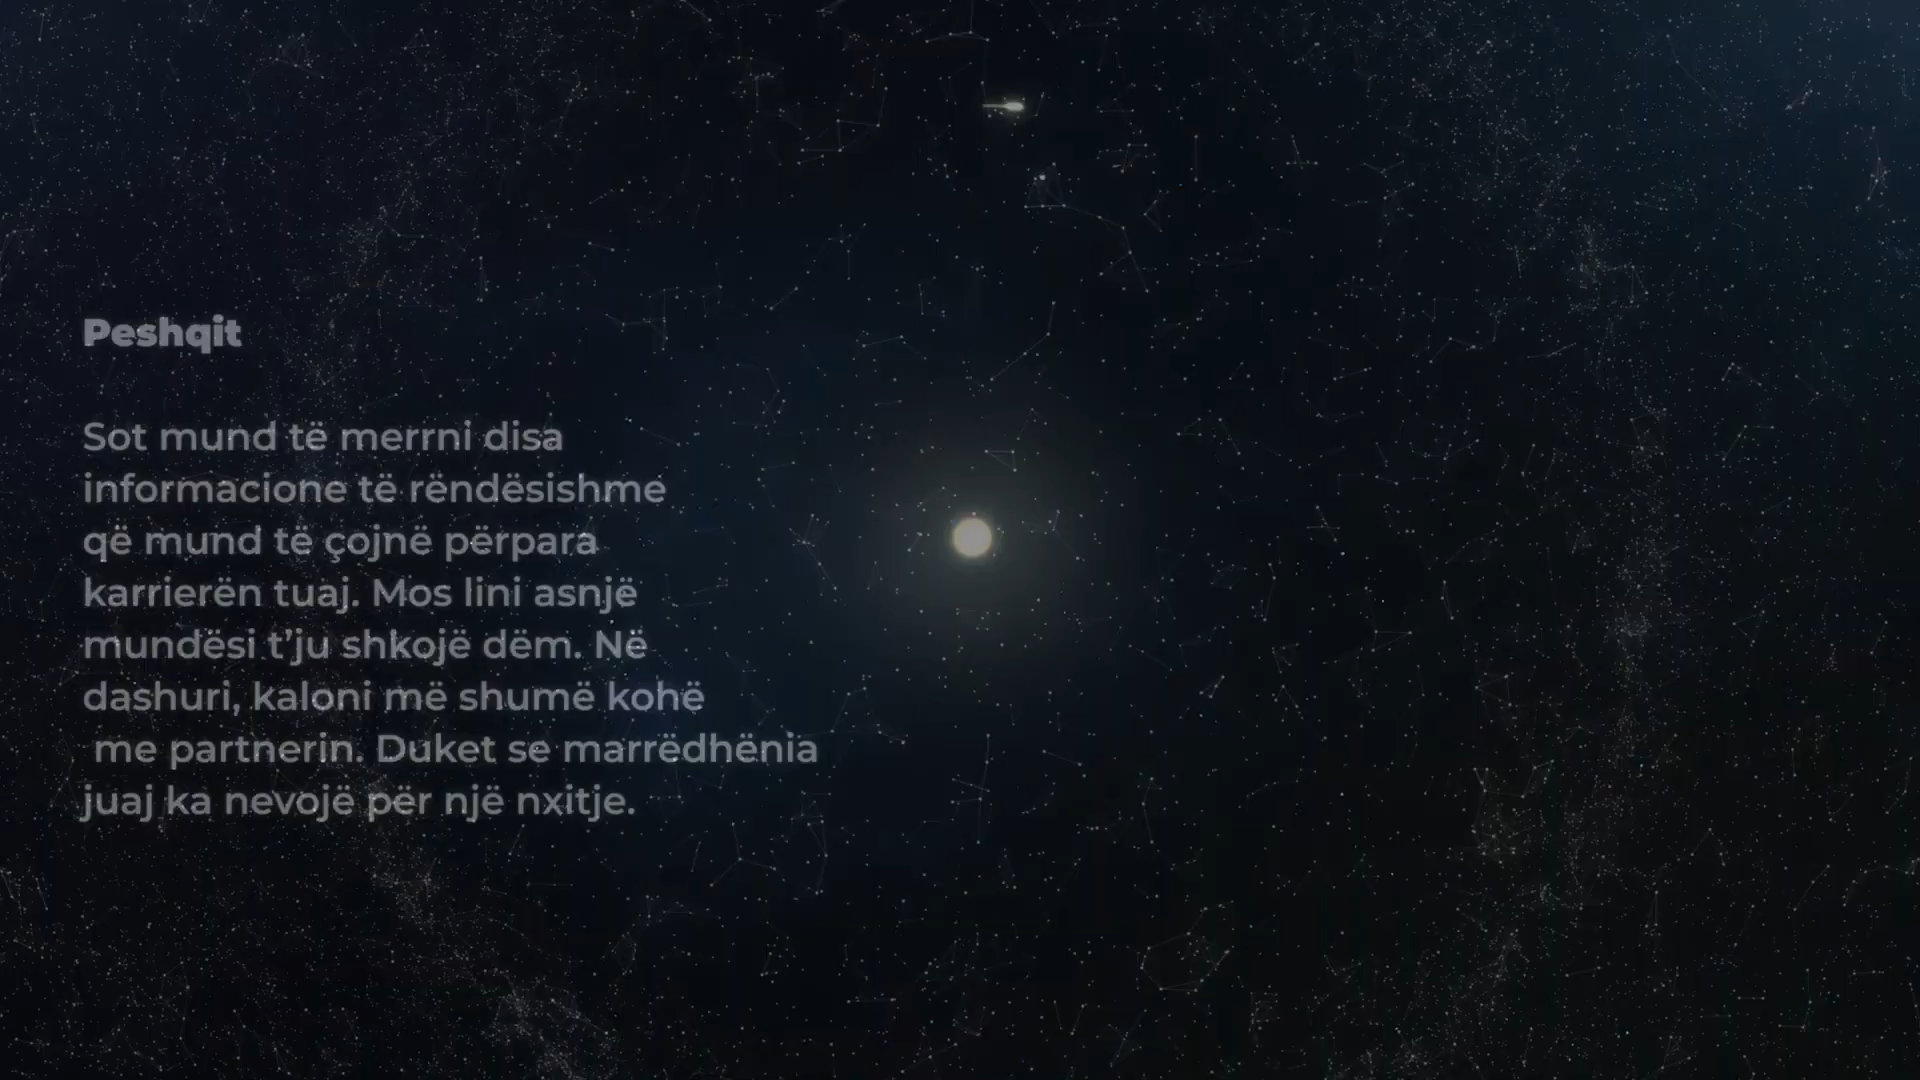 Peshqit
Sot mund të merrni disa
informacione të rëndësishme
që mund të çojnë përpara
karrierën tuaj. Mos lini asnjë
mundësi t’ju shkojë dëm. Në
dashuri, kaloni më shumë kohë
me partnerin. Duket se marrëdhënia
juaj ka nevojë për një nxitje.